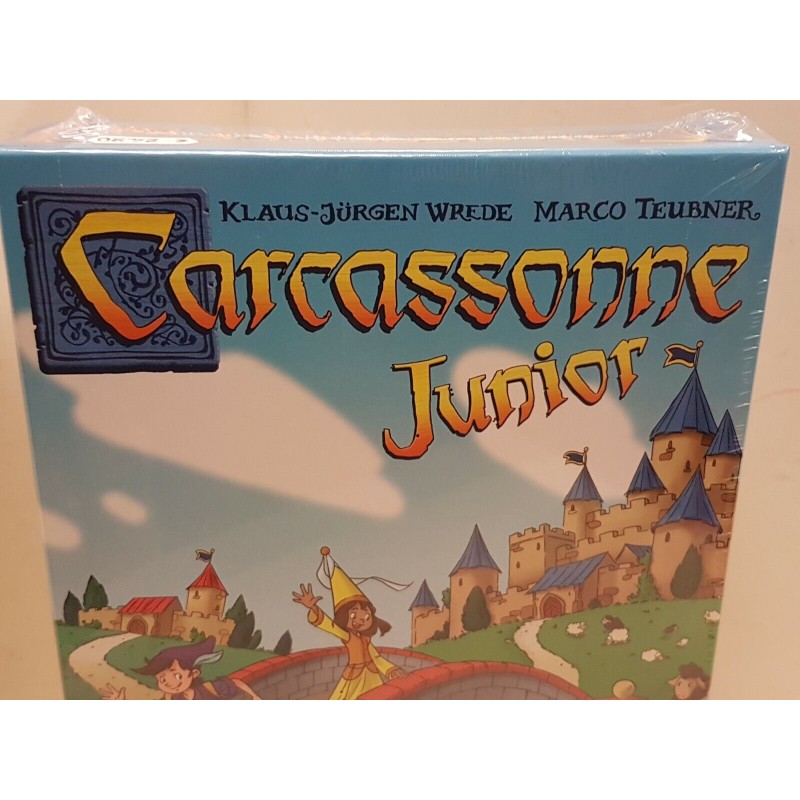 KLAUS-JÜRGEN WREDE MARCO TEUBNER
Carcassonne
Junior